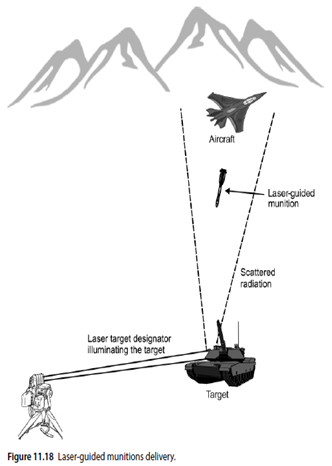 Aircraft
Laser-guided
munition
Scattered
radiation
Laser target designator
illuminating the target
Target
Figure 11.18 Laser-guided munitions delivery.